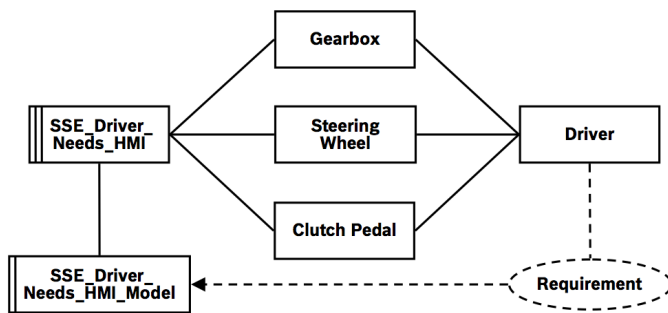 Gearbox
SSE_Driver_
Needs_HMI
Steering
Wheel
Driver
Clutch Pedal
SSE_Driver_
Needs_HMI_Model
Requirement